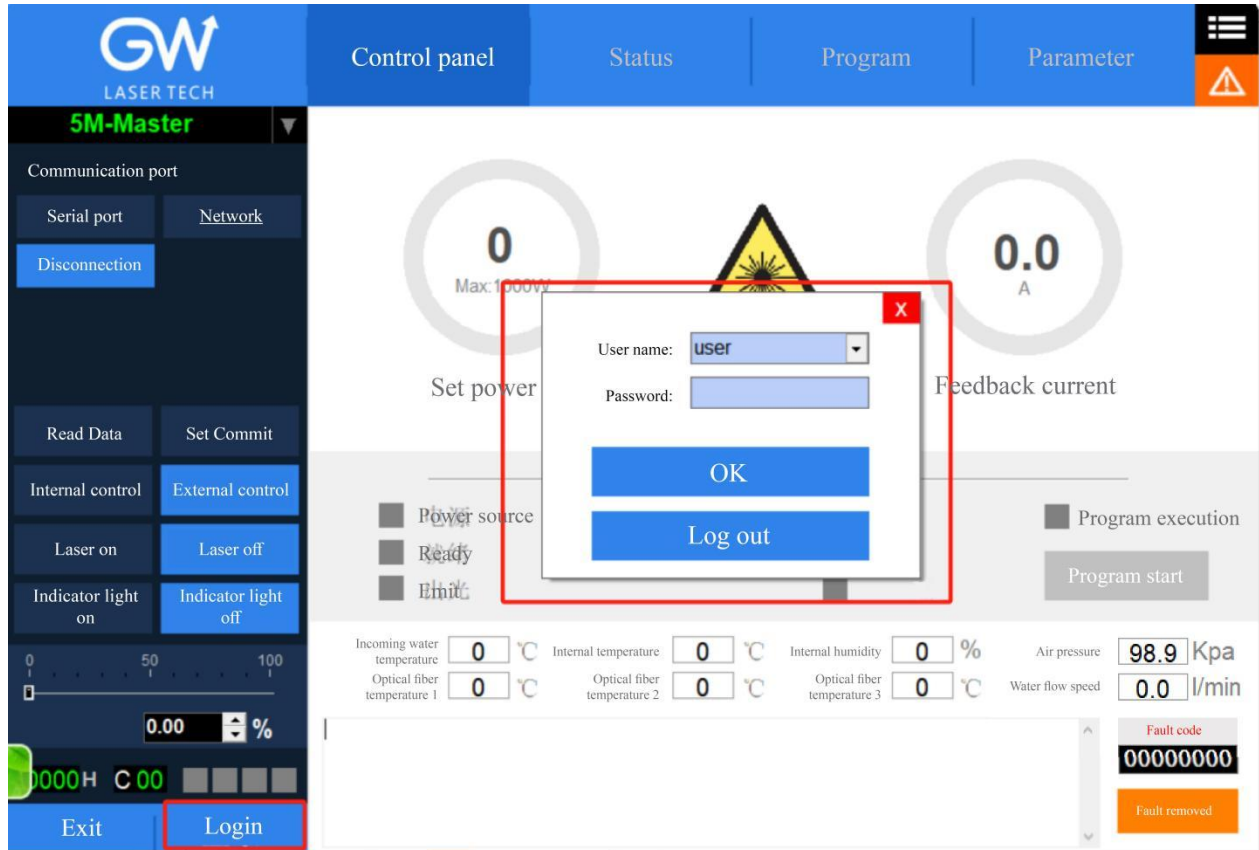 GW
LASER TECH
Control panel
Status
Program
Parameter
5M-Master
Communication port
Serial port
Network
Disconnection
Read Data
Set Commit
Internal control
External control
Laser on
Laser off
Indicator light
on
Indicator light
off
0 50 100
0.00 %
0000 H C 00
Exit
Login
0
Max:1000W
Set power
0.0
A
Feedback current
X
User name: user
Password:
OK
Log out
Power source
Ready
Emit
Program execution
Program start
Incoming water
temperature
0 ℃
Internal temperature 0 ℃
Internal humidity 0 %
Air pressure 98.9 Kpa
Optical fiber
temperature 1
0 ℃
Optical fiber
temperature 2
0 ℃
Optical fiber
temperature 3
0 ℃
Water flow speed 0.0 l/min
Fault code
00000000
Fault removed